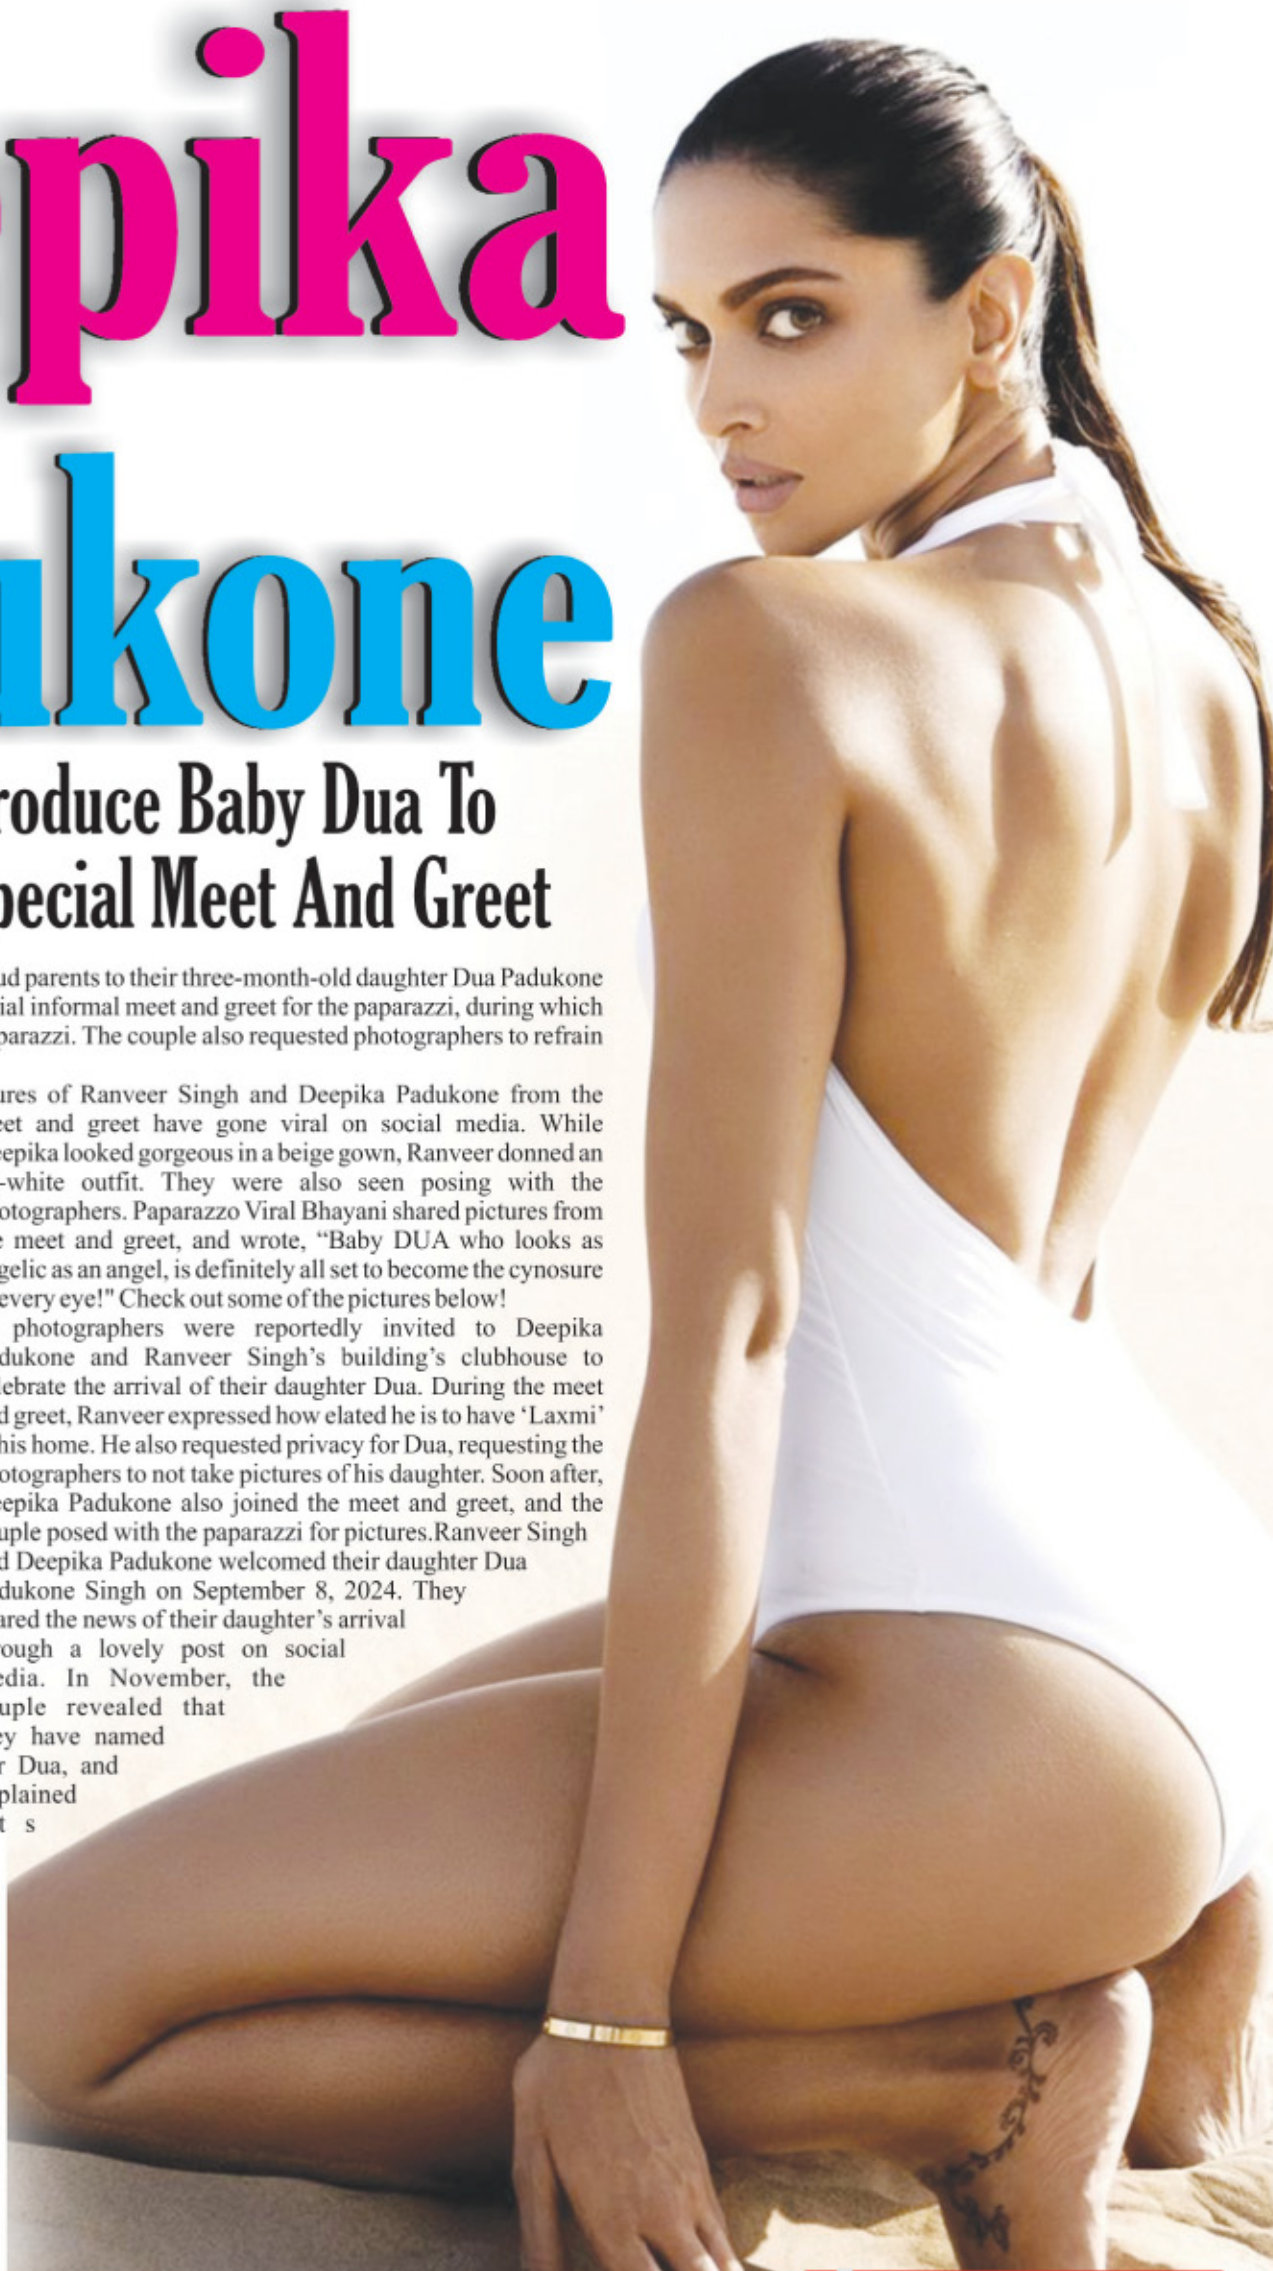 pika
ukone
roduce Baby Dua To
pecial Meet And Greet
ud parents to their three-month-old daughter Dua Padukone
ial informal meet and greet for the paparazzi, during which
parazzi. The couple also requested photographers to refrain
ures of Ranveer Singh and Deepika Padukone from the
eet and greet have gone viral on social media. While
eepika looked gorgeous in a beige gown, Ranveer donned an
-white outfit. They were also seen posing with the
otographers. Paparazzo Viral Bhayani shared pictures from
e meet and greet, and wrote, “Baby DUA who looks as
gelic as an angel, is definitely all set to become the cynosure
every eye!" Check out some of the pictures below!
photographers were reportedly invited to Deepika
dukone and Ranveer Singh’s building’s clubhouse to
lebrate the arrival of their daughter Dua. During the meet
d greet, Ranveer expressed how elated he is to have ‘Laxmi’
his home. He also requested privacy for Dua, requesting the
otographers to not take pictures of his daughter. Soon after,
eepika Padukone also joined the meet and greet, and the
uple posed with the paparazzi for pictures.Ranveer Singh
d Deepika Padukone welcomed their daughter Dua
dukone Singh on September 8, 2024. They
ared the news of their daughter’s arrival
rough a lovely post on social
edia. In November, the
uple revealed that
ey have named
r Dua, and
plained
t s